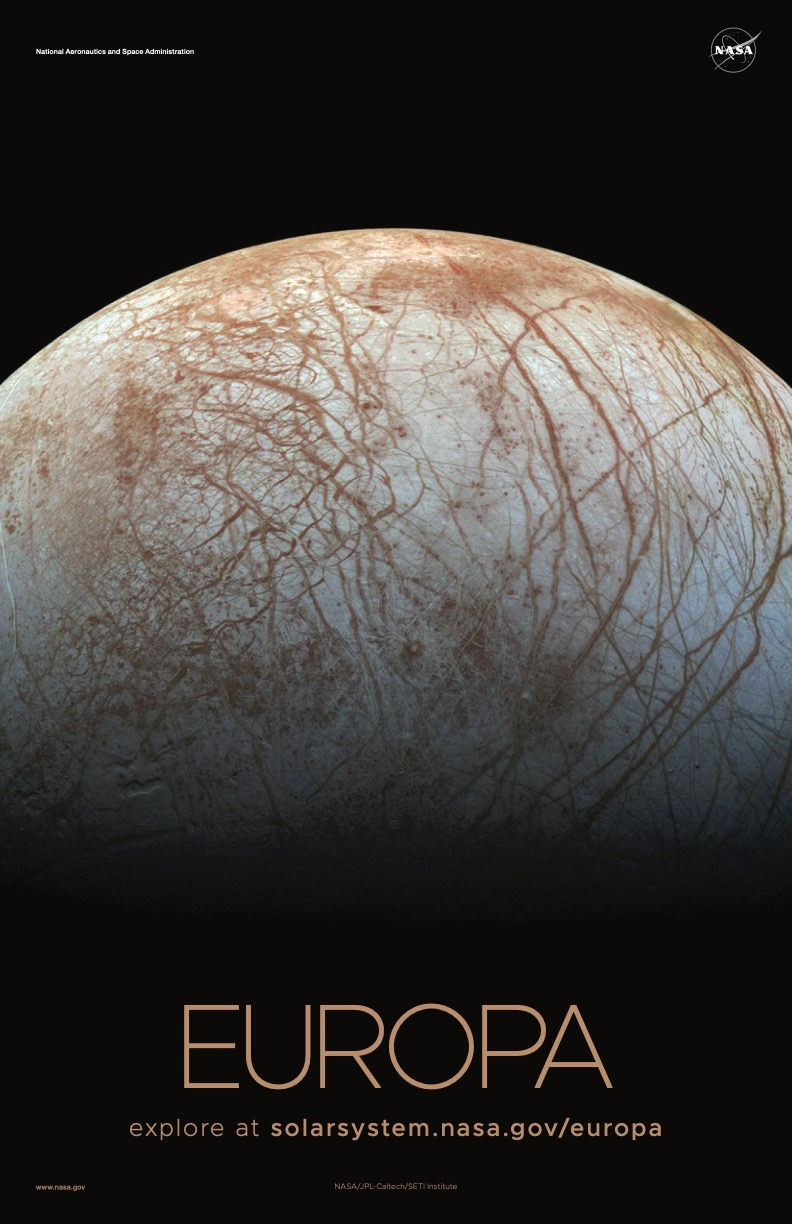 National Aeronautics and Space Administration
NASA
EUROPA
explore at solarsystem.nasa.gov/europa
www.nasa.gov
NASA/JPL-Caltech/SETI Institute